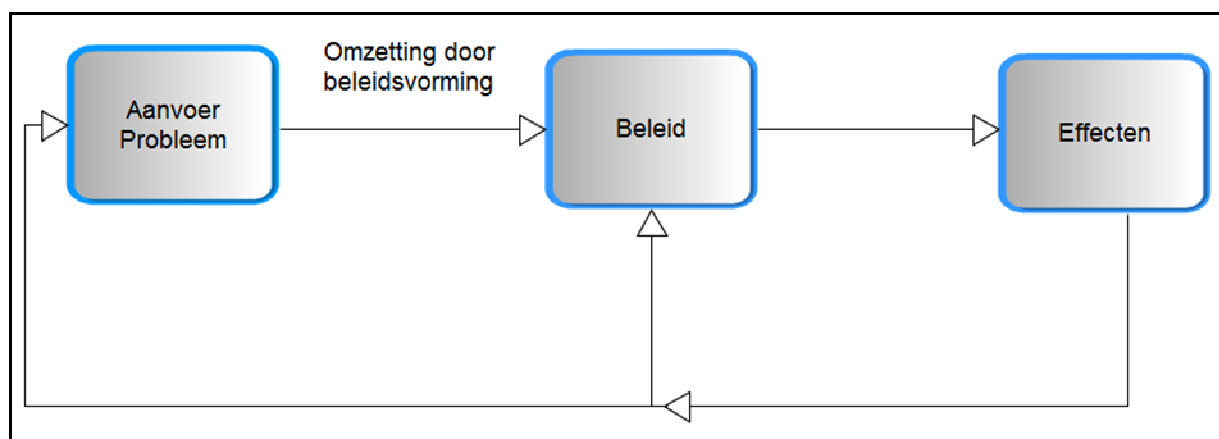 Aanvoer
Probleem
Omzetting door
beleidsvorming
Beleid
Effecten